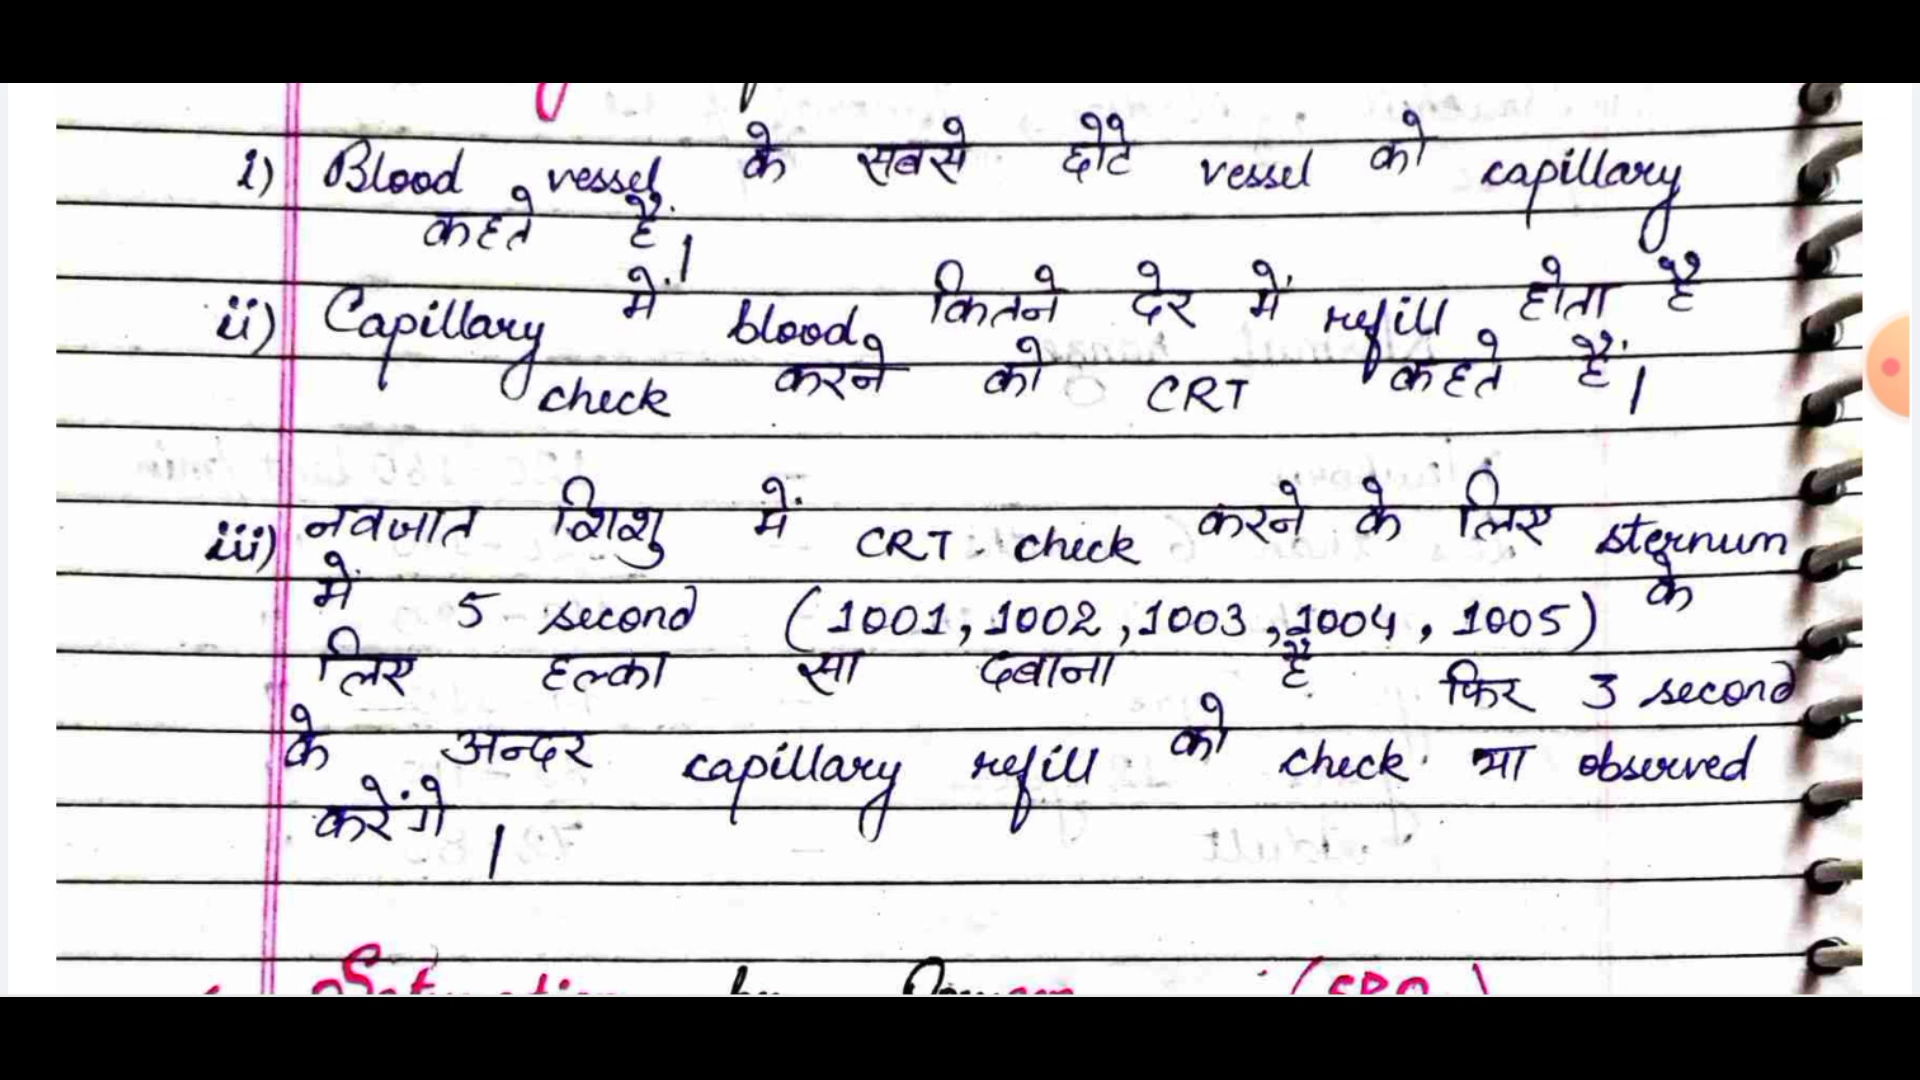 i) Blood vessel के सबसे छोटे vessel को capillary
कहते हैं।
ii) Capillary में blood कितने देर में refill होता है
check करने को CRT कहते हैं।
iii) नवजात शिशु में CRT check करने के लिए sternum
में 5 second (1001, 1002, 1003, 1004, 1005) के
लिए हल्का सा दबाना है फिर 3 second
के अन्दर capillary refill को check या observed
करेंगे।